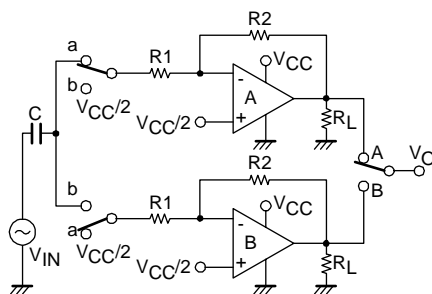 a
R1
R2
VCC
b
VCC/2
-
A
+
VCC/2
RL
C
A
VO
B
b
R1
R2
VCC
a
VCC/2
-
B
+
VCC/2
RL
VIN